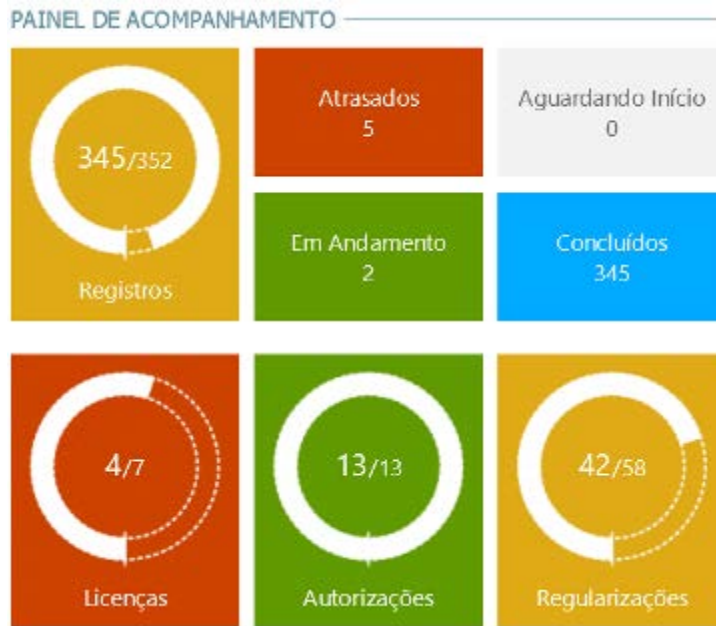 PAINEL DE ACOMPANHAMENTO
345/352
Registros
Atrasados
5
Aguardando Início
0
Em Andamento
2
Concluídos
345
4/7
Licenças
13/13
Autorizações
42/58
Regularizações